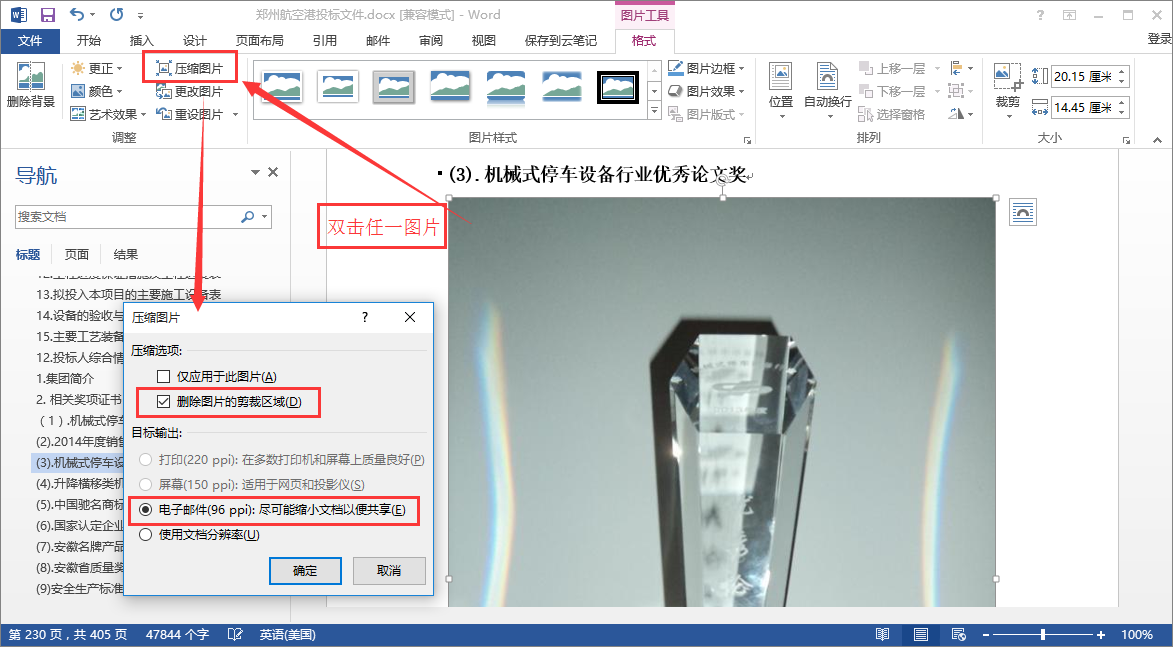 郑州航空港投标文件.docx [兼容模式] - Word
图片工具
?
文件 开始 插入 设计 页面布局 引用 邮件 审阅 视图 保存到云笔记 格式 登录
删除背景
更正
颜色
艺术效果
压缩图片
更改图片
重设图片
调整
图片边框
图片效果
图片版式
图片样式
位置
自动换行
上移一层
下移一层
选择窗格
排列
裁剪
20.15 厘米
14.45 厘米
大小
导航
搜索文档
标题 页面 结果
13.拟投入本项目的主要施工设备表
14.设备的验收与
15.主要工艺装备
12.投标人综合情
1.集团简介
2. 相关奖项证书
（1）.机械式停车
(2).2014年度销售
(3).机械式停车设
(4).升降横移类机
(5).中国驰名商标
(6).国家认定企业
(7).安徽名牌产品
(8).安徽省质量奖
(9)安全生产标准
(3).机械式停车设备行业优秀论文奖
双击任一图片
压缩图片 ?
压缩选项:
仅应用于此图片(A)
删除图片的剪裁区域(D)
目标输出:
打印(220 ppi): 在多数打印机和屏幕上质量良好(P)
屏幕(150 ppi): 适用于网页和投影仪(S)
电子邮件(96 ppi): 尽可能缩小文档以便共享(E)
使用文档分辨率(U)
确定 取消
第 230 页，共 405 页 47844 个字 英语(美国) 100%